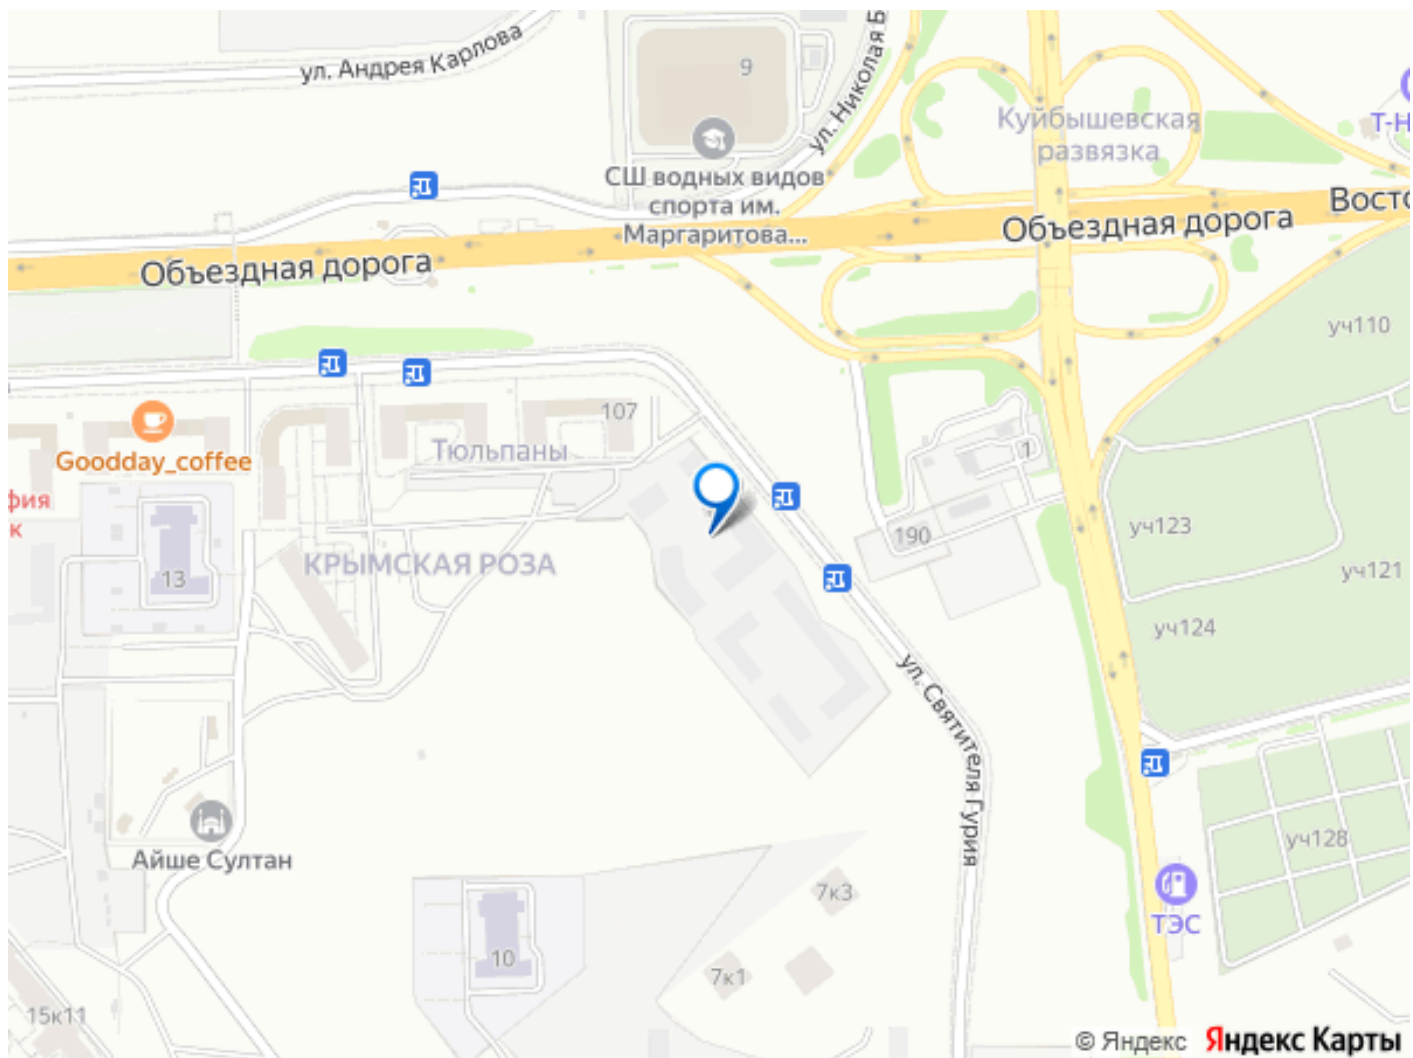 ул. Андрея Карлова
9
ул. Николая Б
Куйбышевская
развязка
Т-Н
СШ водных видов
спорта им.
Маргаритова...
Восто
Объездная дорога
Объездная дорога
уч110
107
Тюльпаны
Goodday_coffee
фия
к
1
190
уч123
КРЫМСКАЯ РОЗА
13
уч121
уч124
ул. Святителя Гурия
уч128
Айше Султан
7к3
ТЭС
10
7к1
15к11
© Яндекс Яндекс Карты